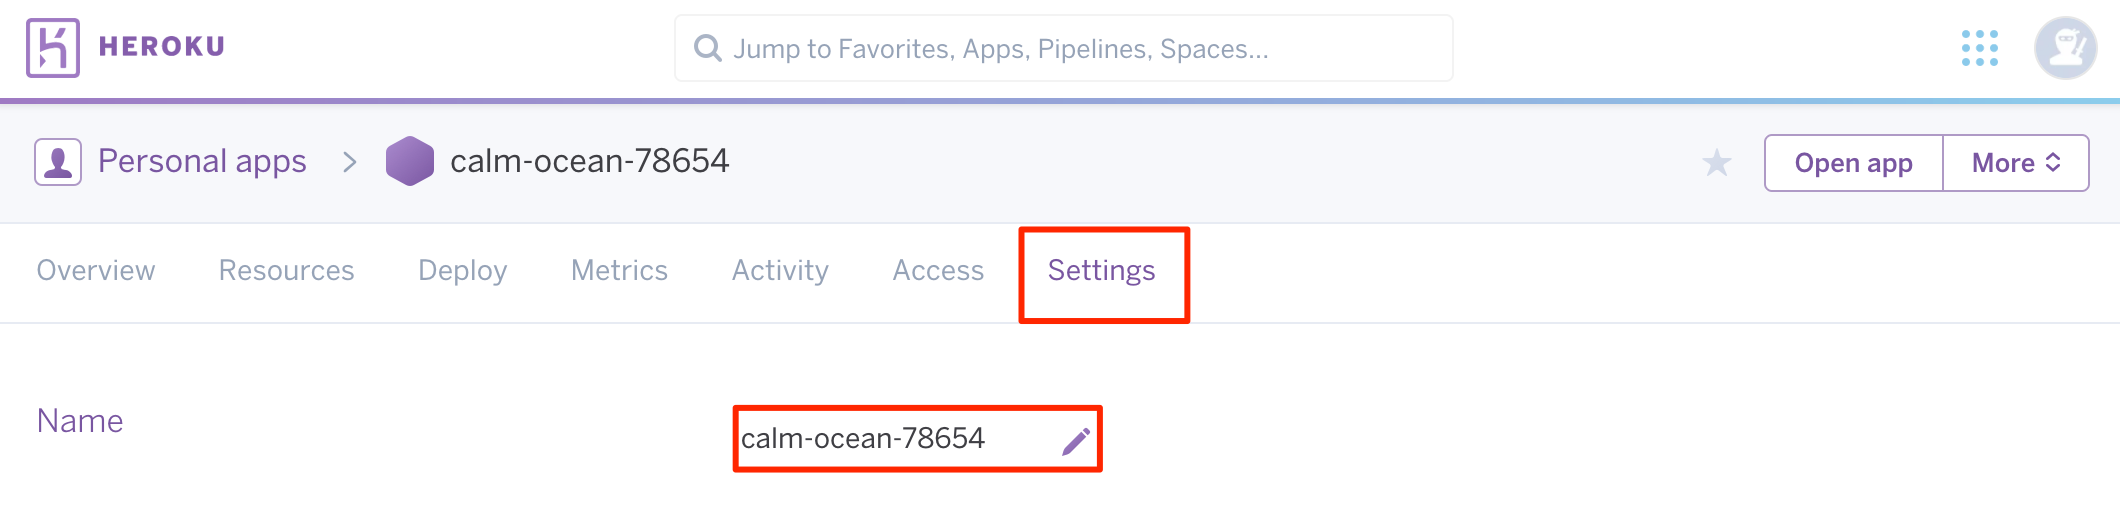 HEROKU
Jump to Favorites, Apps, Pipelines, Spaces...
Personal apps > calm-ocean-78654
Open app More
Overview Resources Deploy Metrics Activity Access Settings
Name
calm-ocean-78654